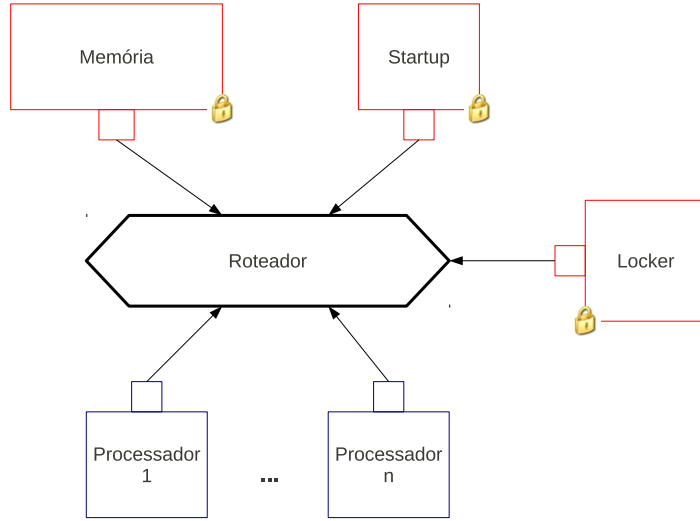 Memória
Startup
Roteador
Locker
Processador
1
...
Processador
n